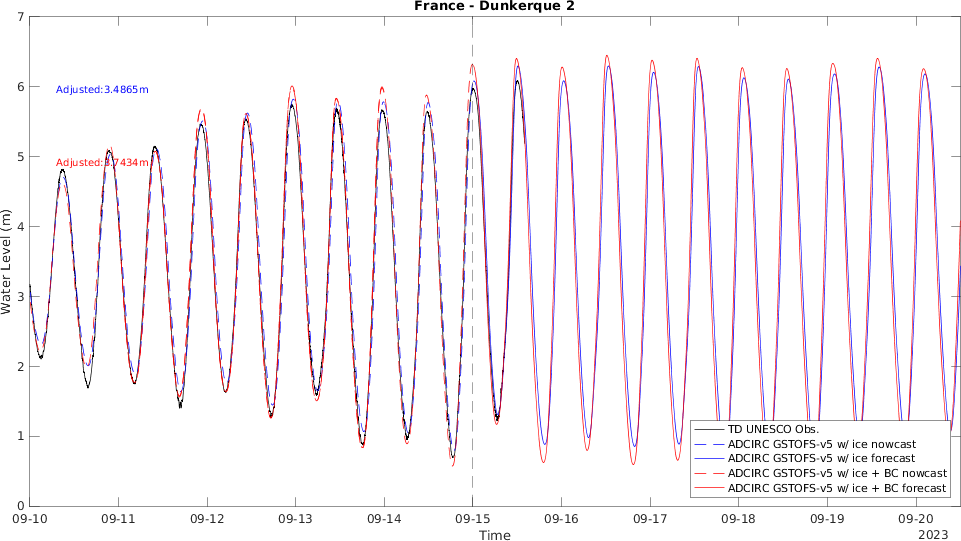 France - Dunkerque 2
7
6
5
4
3
2
1
0
Water Level (m)
Adjusted:3.4865m
Adjusted:3.7434m
TD UNESCO Obs.
ADCIRC GSTOFS-v5 w/ ice nowcast
ADCIRC GSTOFS-v5 w/ ice forecast
ADCIRC GSTOFS-v5 w/ ice + BC nowcast
ADCIRC GSTOFS-v5 w/ ice + BC forecast
09-10 09-11 09-12 09-13 09-14 09-15 09-16 09-17 09-18 09-19 09-20
Time
2023